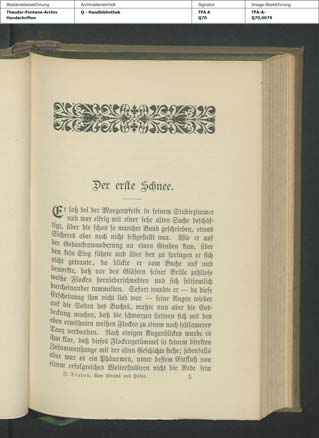 Bestandsbezeichnung Archivalieneinheit Signatur Image-Bezeichnung
Theodor-Fontane-Archiv Q - Handbibliothek TFA A TFA-A-
Handschriften Q70 Q70,0079
Der erste Schnee.
Er saß bei der Morgenpfeife in seinem Studirzimmer
und war eifrig mit einer sehr alten Sache beschäf-
tigt, über die schon so mancher Band geschrieben, etwas
Sicheres aber noch nicht festgestellt war. Wie er auf
der Gedankenwanderung an einen Graben kam, über
den kein Steg führte und über den zu springen er sich
nicht getraute, da blickte er vom Buche auf und
bemerkte, daß vor den Gläsern seiner Brille zahllose
weiße Flocken herniederschwebten und sich seltsamlich
durcheinander tummelten. Sofort wandte er — da diese
Erscheinung ihm nicht lieb war — seine Augen wieder
auf die Seiten des Buches, mußte nun aber die Ent-
deckung machen, daß die schwarzen Lettern sich mit den
eben erwähnten weißen Flocken zu einem noch seltsameren
Tanz verbanden. Nach einigen Augenblicken wurde es
ihm klar, daß dieses Flockengetümmel in keinem direkten
Zusammenhange mit der alten Geschichte stehe; jedenfalls
aber war es ein Phänomen, unter dessen Einfluß von
einem erfolgreichen Weiterstudiren nicht die Rede sein
J. Trojan, Von Strand und Heide. 5